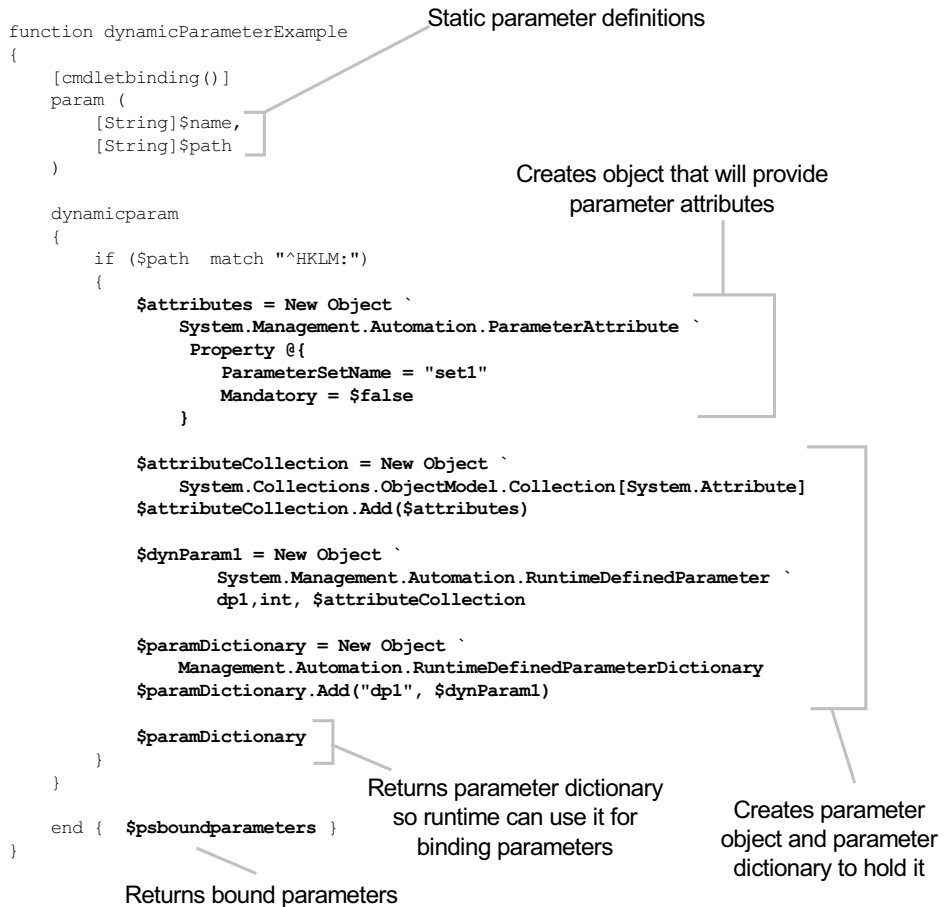 Static parameter definitions
function dynamicParameterExample
{
    [cmdletbinding()]
    param (
        [String]$name,
        [String]$path
    )
Creates object that will provide
parameter attributes
    dynamicparam
    {
        if ($path  match "^HKLM:")
        {
            $attributes = New Object `
                System.Management.Automation.ParameterAttribute `
                 Property @{
                    ParameterSetName = "set1"
                    Mandatory = $false
                }
            $attributeCollection = New Object `
                System.Collections.ObjectModel.Collection[System.Attribute]
            $attributeCollection.Add($attributes)
            $dynParam1 = New Object `
                    System.Management.Automation.RuntimeDefinedParameter `
                    dp1,int, $attributeCollection
            $paramDictionary = New Object `
                Management.Automation.RuntimeDefinedParameterDictionary
            $paramDictionary.Add("dp1", $dynParam1)
            $paramDictionary
        }
    }
Returns parameter dictionary
so runtime can use it for
binding parameters
Creates parameter
object and parameter
dictionary to hold it
    end {  $psboundparameters }
}
Returns bound parameters